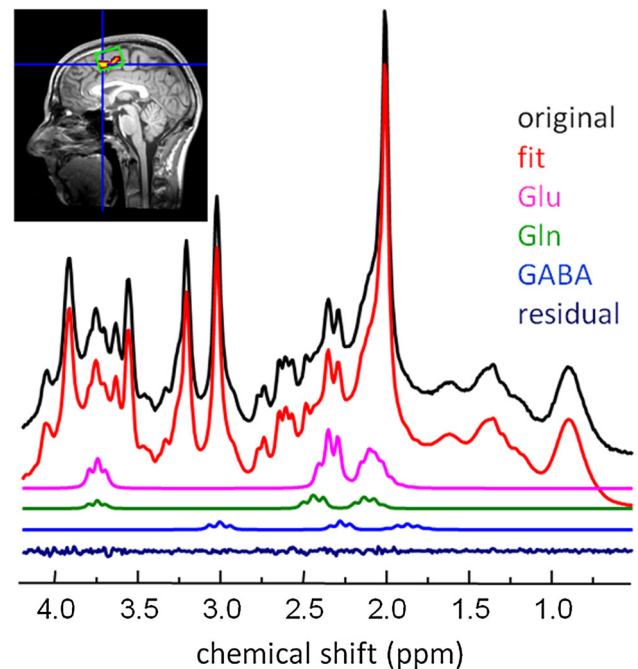 original
fit
Glu
Gln
GABA
residual
4.0 3.5 3.0 2.5 2.0 1.5 1.0
chemical shift (ppm)